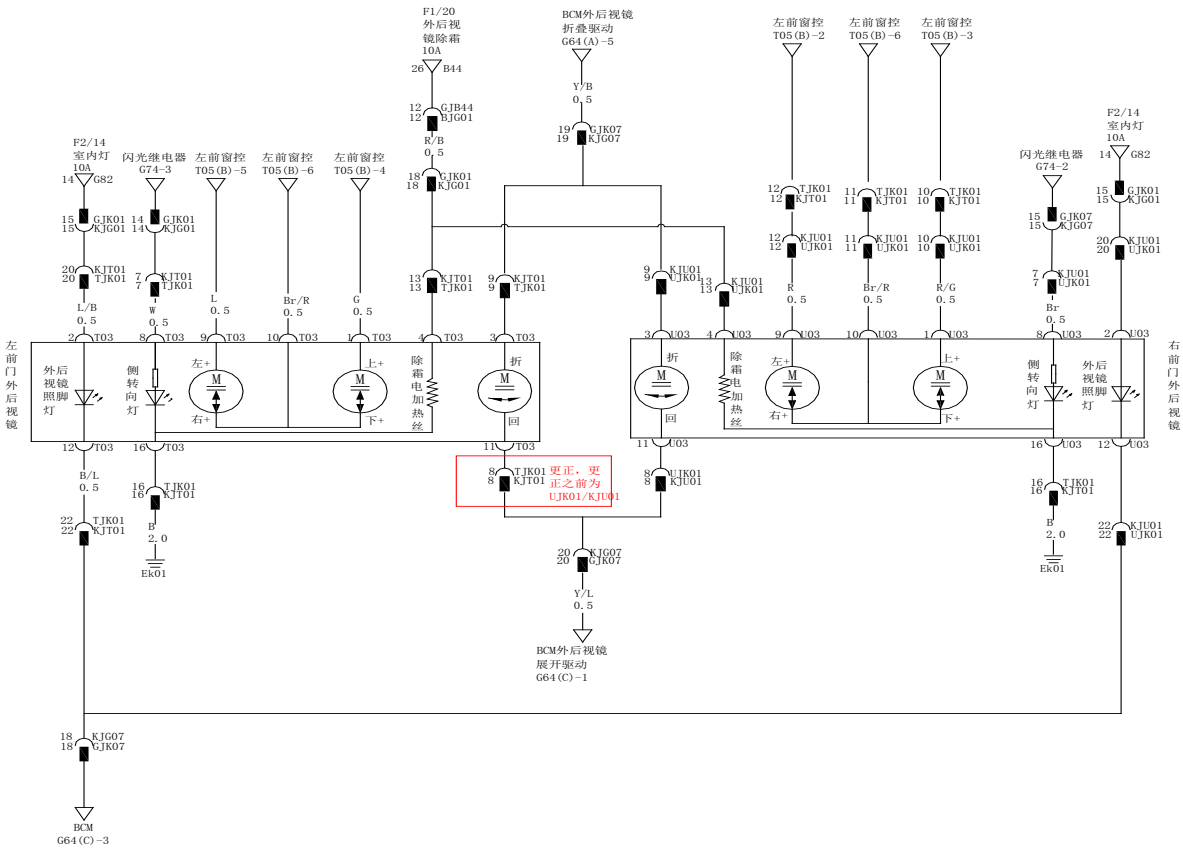 F1/20
外后视
镜除霜
10A
26 B44
BCM外后视镜
折叠驱动
G64(A)-5
左前窗控
T05(B)-2
左前窗控
T05(B)-6
左前窗控
T05(B)-3
Y/B
0.5
12 GJB44
12 BJG01
R/B
0.5
19 GJK07
19 KJG07
F2/14
室内灯
10A
14 G82
闪光继电器
G74-3
左前窗控
T05(B)-5
左前窗控
T05(B)-6
左前窗控
T05(B)-4
18 GJK01
18 KJG01
F2/14
室内灯
10A
14 G82
闪光继电器
G74-2
12 TJK01
12 KJT01
11 TJK01
11 KJT01
10 TJK01
10 KJT01
15 GJK01
15 KJG01
15 GJK01
15 KJG01
14 GJK01
14 KJG01
15 GJK07
15 KJG07
12 KJU01
12 UJK01
11 KJU01
11 UJK01
10 KJU01
10 UJK01
20 KJU01
20 UJK01
20 KJT01
20 TJK01
7 KJT01
7 TJK01
13 KJT01
13 TJK01
9 KJT01
9 TJK01
9 KJU01
9 UJK01
13 KJU01
13 UJK01
7 KJU01
7 UJK01
L/B
0.5
W
0.5
L
0.5
Br/R
0.5
G
0.5
R
0.5
Br/R
0.5
R/G
0.5
Br
0.5
2 T03
8 T03
9 T03
10 T03
1 T03
4 T03
3 T03
3 U03
4 U03
9 U03
10 U03
1 U03
8 U03
2 U03
左前门外后视镜
外后
视镜
照脚
灯
侧转向灯
左+
M
右+
上+
M
下+
除霜电加热丝
折
M
回
折
M
回
除霜电加热丝
左+
M
右+
上+
M
下+
侧转向灯
外后
视镜
照脚
灯
右前门外后视镜
12 T03
16 T03
11 T03
11 U03
16 U03
12 U03
B/L
0.5
8 TJK01
8 KJT01
更正，更
正之前为
UJK01/KJU01
8 UJK01
8 KJU01
16 TJK01
16 KJT01
16 TJK01
16 KJT01
22 TJK01
22 KJT01
B
2.0
B
2.0
22 KJU01
22 UJK01
Ek01
Ek01
20 KJG07
20 GJK07
Y/L
0.5
BCM外后视镜
展开驱动
G64(C)-1
18 KJG07
18 GJK07
BCM
G64(C)-3